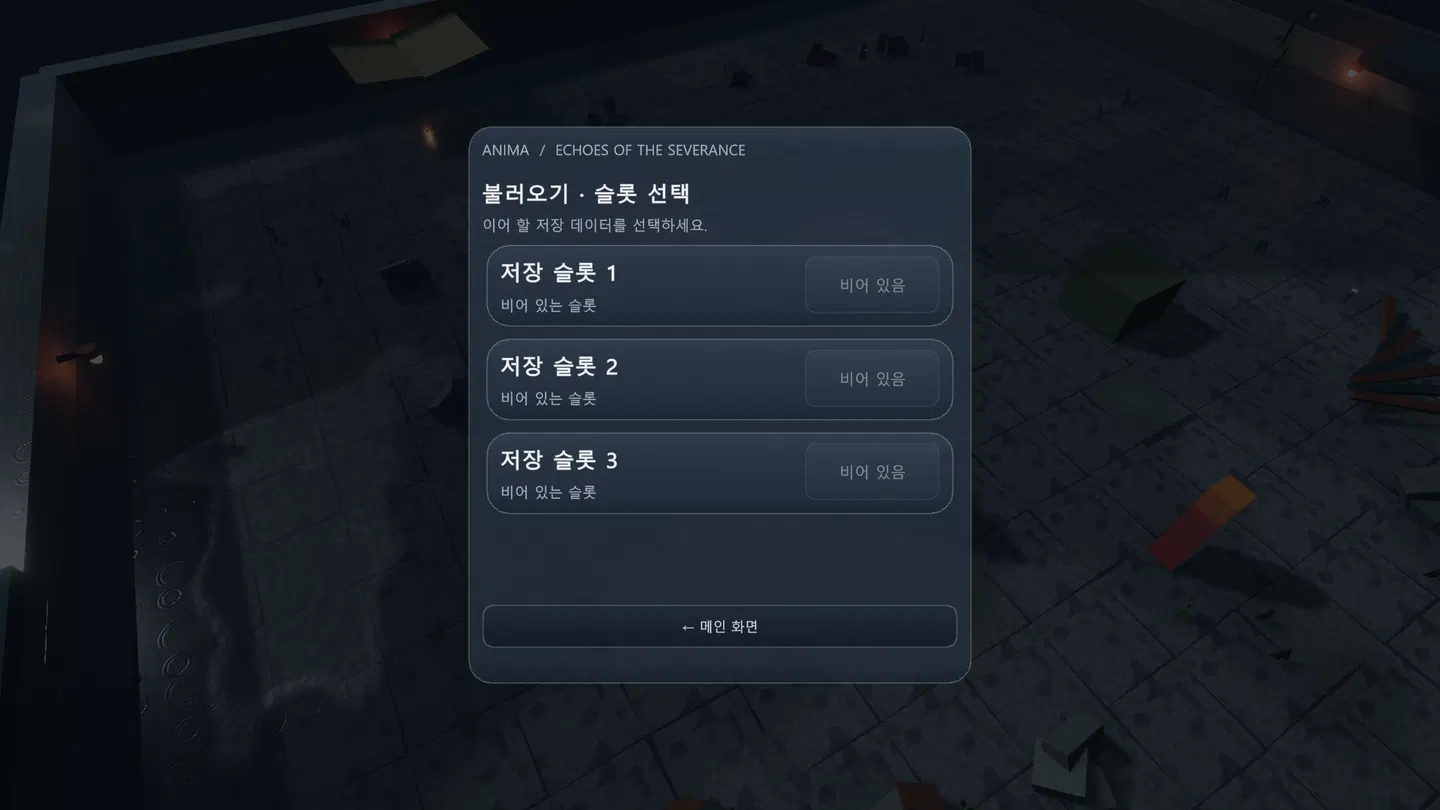 ANIMA / ECHOES OF THE SEVERANCE
불러오기 · 슬롯 선택
이어 할 저장 데이터를 선택하세요.
저장 슬롯 1
비어 있는 슬롯
비어 있음
저장 슬롯 2
비어 있는 슬롯
비어 있음
저장 슬롯 3
비어 있는 슬롯
비어 있음
← 메인 화면